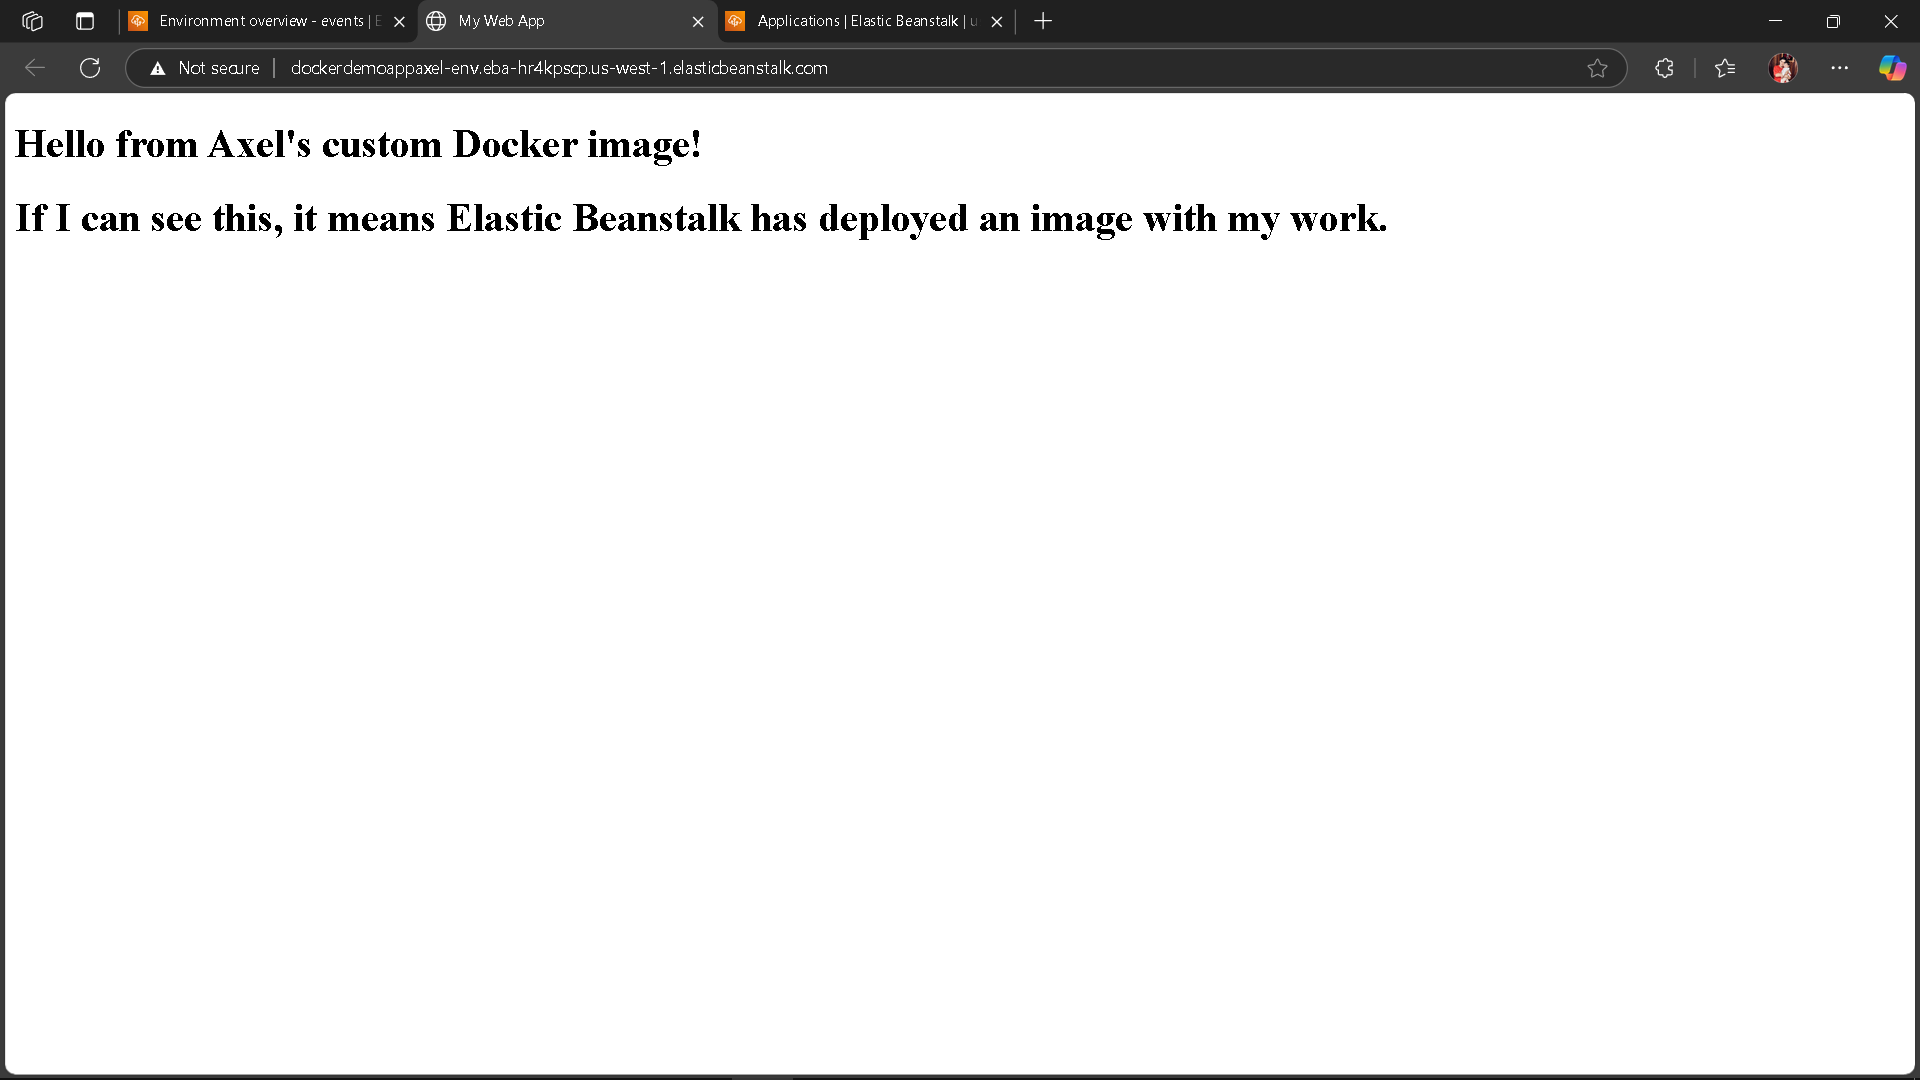 Environment overview - events | E
My Web App
Applications | Elastic Beanstalk | u
Not secure
dockerdemoappaxel-env.eba-hr4kpscp.us-west-1.elasticbeanstalk.com
Hello from Axel's custom Docker image!
If I can see this, it means Elastic Beanstalk has deployed an image with my work.